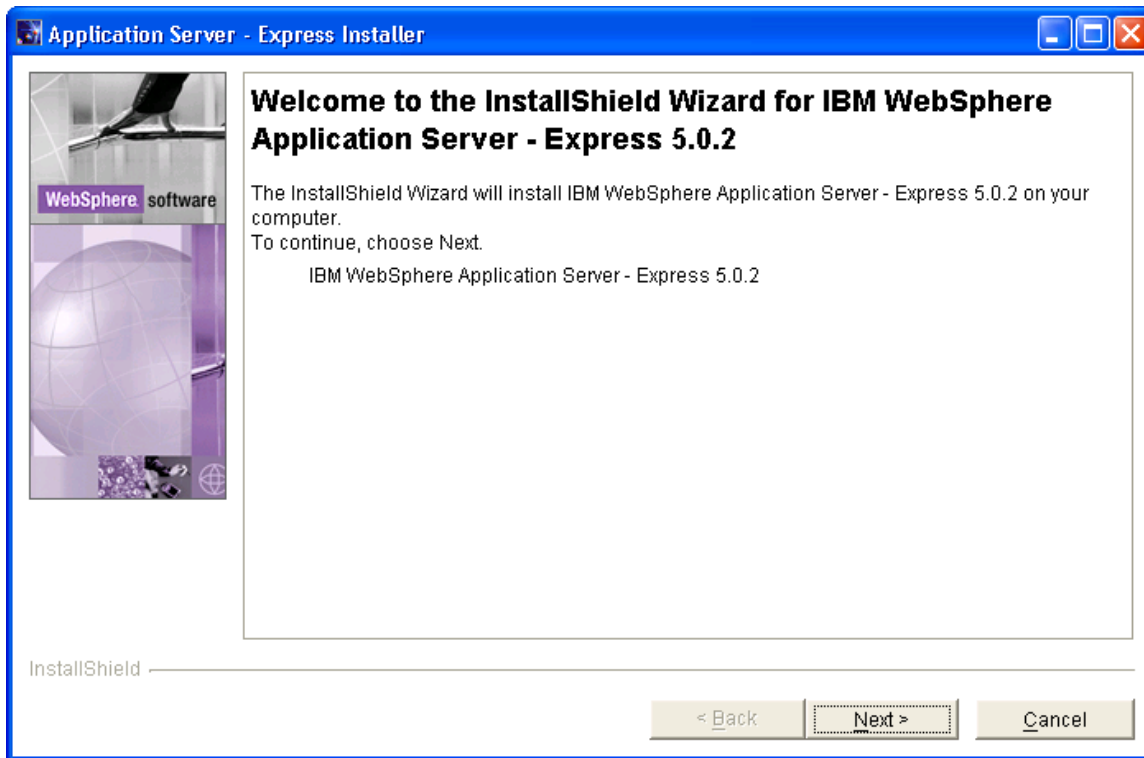 Application Server - Express Installer
WebSphere software
Welcome to the InstallShield Wizard for IBM WebSphere
Application Server - Express 5.0.2
The InstallShield Wizard will install IBM WebSphere Application Server - Express 5.0.2 on your
computer.
To continue, choose Next.
IBM WebSphere Application Server - Express 5.0.2
InstallShield
< Back
Next >
Cancel